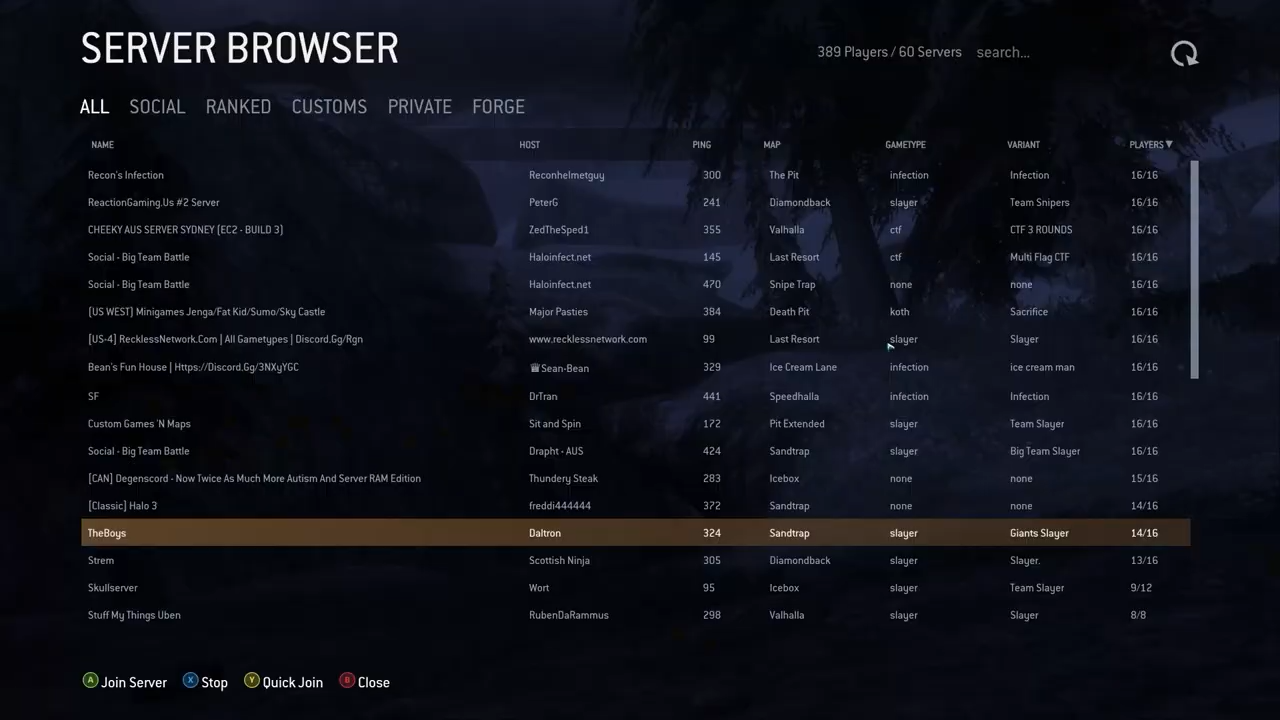 SERVER BROWSER
389 Players / 60 Servers search...
ALL SOCIAL RANKED CUSTOMS PRIVATE FORGE
NAME HOST PING MAP GAMETYPE VARIANT PLAYERS▼
Recon's Infection Reconhelmetguy 300 The Pit infection Infection 16/16
ReactionGaming.Us #2 Server PeterG 241 Diamondback slayer Team Snipers 16/16
CHEEKY AUS SERVER SYDNEY (EC2 - BUILD 3) ZedTheSped1 355 Valhalla ctf CTF 3 ROUNDS 16/16
Social - Big Team Battle Haloinfect.net 145 Last Resort ctf Multi Flag CTF 16/16
Social - Big Team Battle Haloinfect.net 470 Snipe Trap none none 16/16
[US WEST] Minigames Jenga/Fat Kid/Sumo/Sky Castle Major Pasties 384 Death Pit koth Sacrifice 16/16
[US-4] RecklessNetwork.Com | All Gametypes | Discord.Gg/Rgn www.recklessnetwork.com 99 Last Resort slayer Slayer 16/16
Bean's Fun House | Https://Discord.Gg/3NXyYGC ♛Sean-Bean 329 Ice Cream Lane infection ice cream man 16/16
SF DrTran 441 Speedhalla infection Infection 16/16
Custom Games 'N Maps Sit and Spin 172 Pit Extended slayer Team Slayer 16/16
Social - Big Team Battle Drapht - AUS 424 Sandtrap slayer Big Team Slayer 16/16
[CAN] Degenscord - Now Twice As Much More Autism And Server RAM Edition Thundery Steak 283 Icebox none none 15/16
[Classic] Halo 3 freddi444444 372 Sandtrap none none 14/16
TheBoys Daltron 324 Sandtrap slayer Giants Slayer 14/16
Strem Scottish Ninja 305 Diamondback slayer Slayer. 13/16
Skullserver Wort 95 Icebox slayer Team Slayer 9/12
Stuff My Things Uben RubenDaRammus 298 Valhalla slayer Slayer 8/8
A Join Server X Stop Y Quick Join B Close